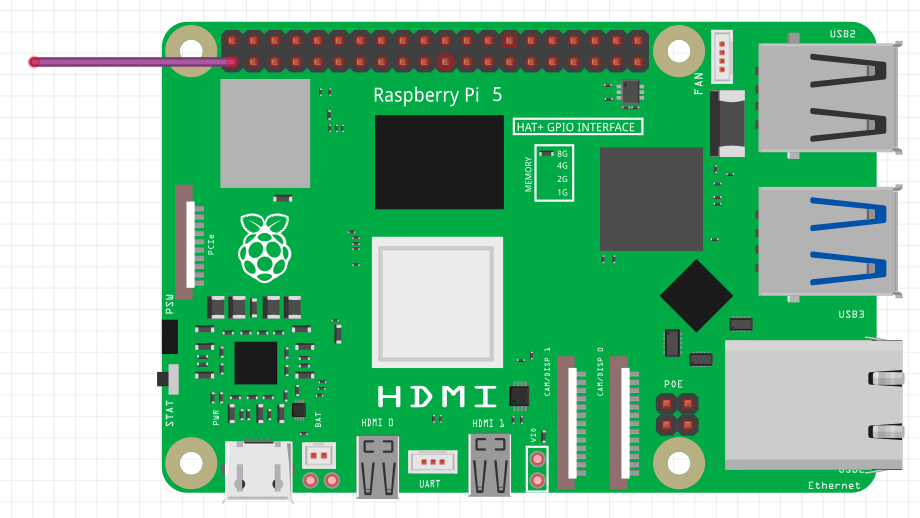 USB2
FAN
Raspberry Pi 5
HAT+ GPIO INTERFACE
MEMORY
8G
4G
2G
1G
PCIe
PSW
USB3
CAM/DISP 1
CAM/DISP 0
POE
HDMI
STAT
PWR
BAT
HDMI 0
HDMI 1
VIO
UART
Ethernet